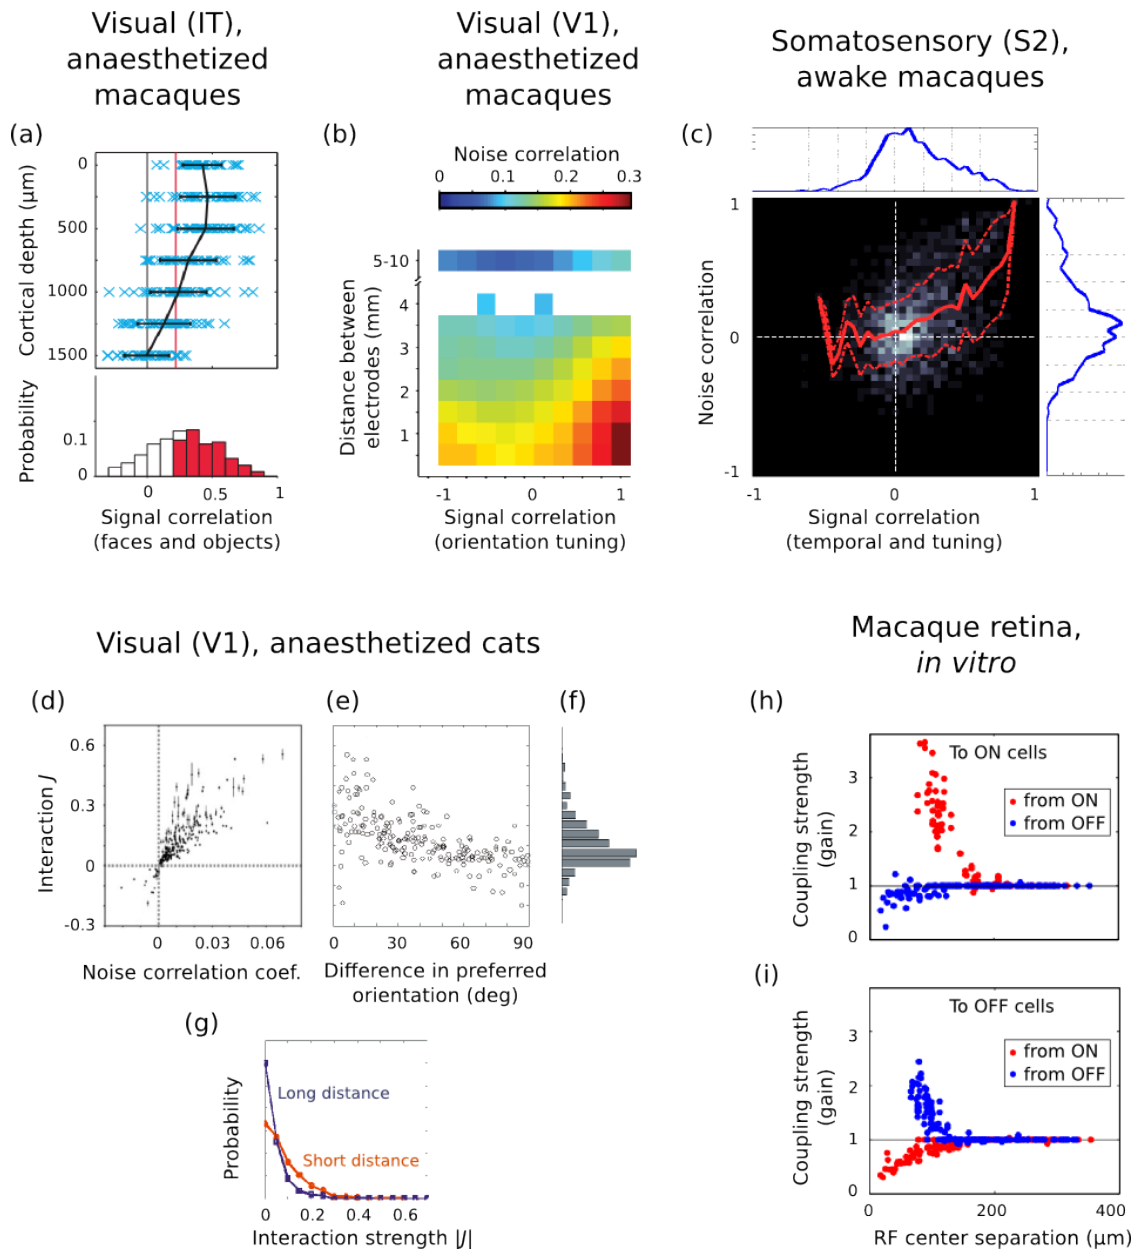 Visual (IT),
anaesthetized
macaques
Visual (V1),
anaesthetized
macaques
Somatosensory (S2),
awake macaques
(a)
Cortical depth (µm)
0
500
1000
1500
Probability
0.1
0
0
0.5
1
Signal correlation
(faces and objects)
(b)
Noise correlation
0
0.1
0.2
0.3
Distance between
electrodes (mm)
5-10
4
3
2
1
-1
0
1
Signal correlation
(orientation tuning)
(c)
Noise correlation
1
0
-1
-1
0
1
Signal correlation
(temporal and tuning)
Visual (V1), anaesthetized cats
Macaque retina,
in vitro
(d)
Interaction J
0.6
0.3
0
-0.3
0
0.03
0.06
Noise correlation coef.
(e)
0
30
60
90
Difference in preferred
orientation (deg)
(f)
(g)
Probability
Long distance
Short distance
0
0.2
0.4
0.6
Interaction strength |J|
(h)
To ON cells
from ON
from OFF
Coupling strength
(gain)
3
2
1
0
(i)
To OFF cells
from ON
from OFF
Coupling strength
(gain)
3
2
1
0
0
200
400
RF center separation (µm)